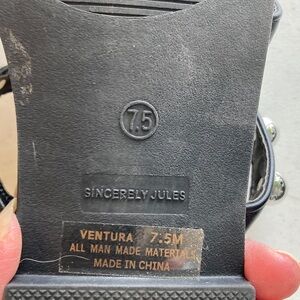 7.5
SINCERELY JULES
VENTURA 7.5M
ALL MAN MADE MATERIALS
MADE IN CHINA